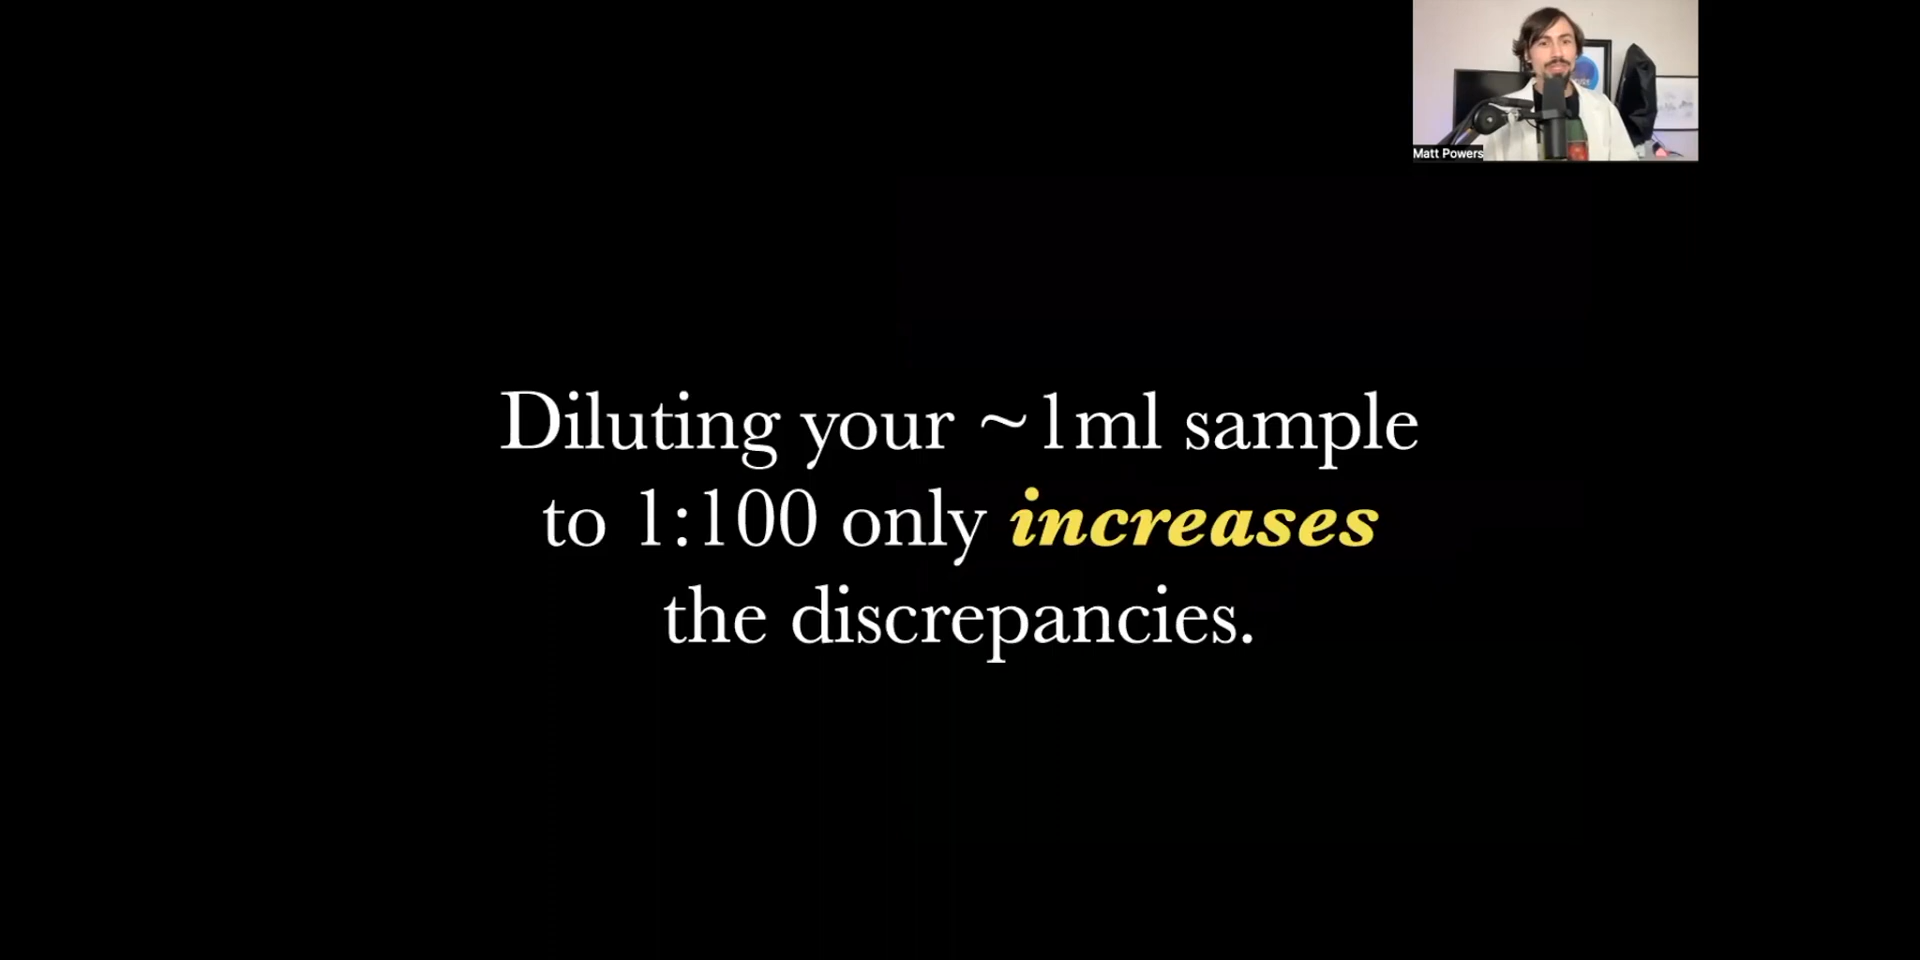 Matt Powers
Diluting your ~1ml sample
to 1:100 only increases
the discrepancies.